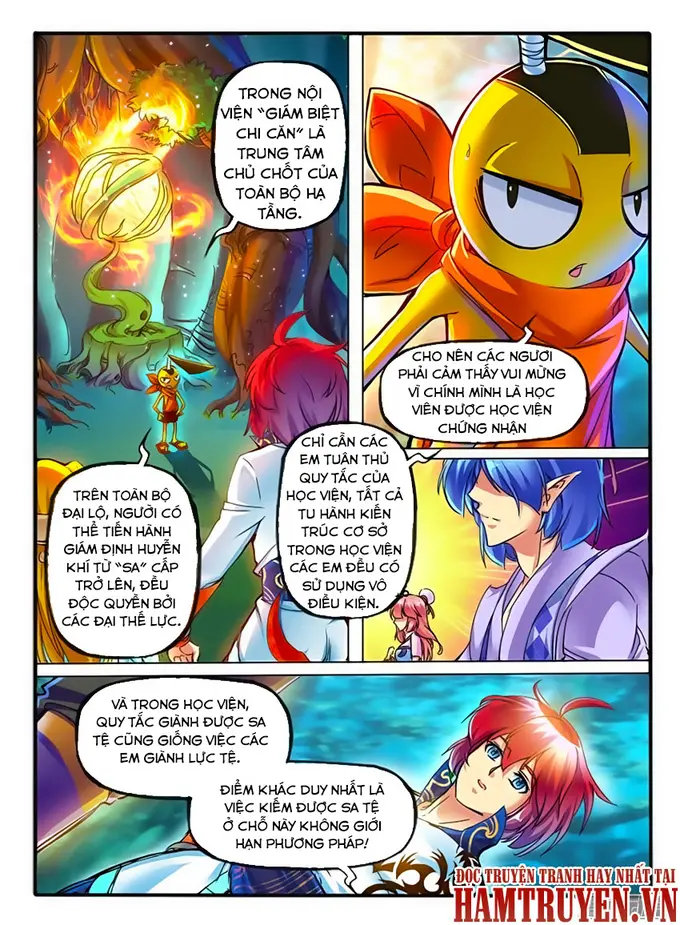 TRONG NỘI
VIỆN "GIÁM BIỆT
CHI CĂN" LÀ
TRUNG TÂM
CHỦ CHỐT CỦA
TOÀN BỘ HẠ
TẦNG.
CHO NÊN CÁC NGƯƠI
PHẢI CẢM THẤY VUI MỪNG
VÌ CHÍNH MÌNH LÀ HỌC
VIÊN ĐƯỢC HỌC VIỆN
CHỨNG NHẬN
TRÊN TOÀN BỘ
ĐẠI LỘ, NGƯỜI CÓ
THỂ TIẾN HÀNH
GIÁM ĐỊNH HUYỄN
KHÍ TỪ "SA" CẤP
TRỞ LÊN, ĐỀU
ĐỘC QUYỂN BỞI
CÁC ĐẠI THẾ LỰC.
CHỈ CẦN CÁC
EM TUÂN THỦ
QUY TẮC CỦA
HỌC VIỆN, TẤT CẢ
TU HÀNH KIẾN
TRÚC CƠ SỞ
TRONG HỌC VIỆN
CÁC EM ĐỀU CÓ
SỬ DỤNG VÔ
ĐIỀU KIỆN.
VÀ TRONG HỌC VIỆN,
QUY TẮC GIÀNH ĐƯỢC SA
TỆ CŨNG GIỐNG VIỆC CÁC
EM GIÀNH LỰC TỆ.
ĐIỂM KHÁC DUY NHẤT LÀ
VIỆC KIẾM ĐƯỢC SA TỆ
Ở CHỖ NÀY KHÔNG GIỚI
HẠN PHƯƠNG PHÁP!
ĐỌC TRUYỆN TRANH HAY NHẤT TẠI
HAMTRUYEN.VN